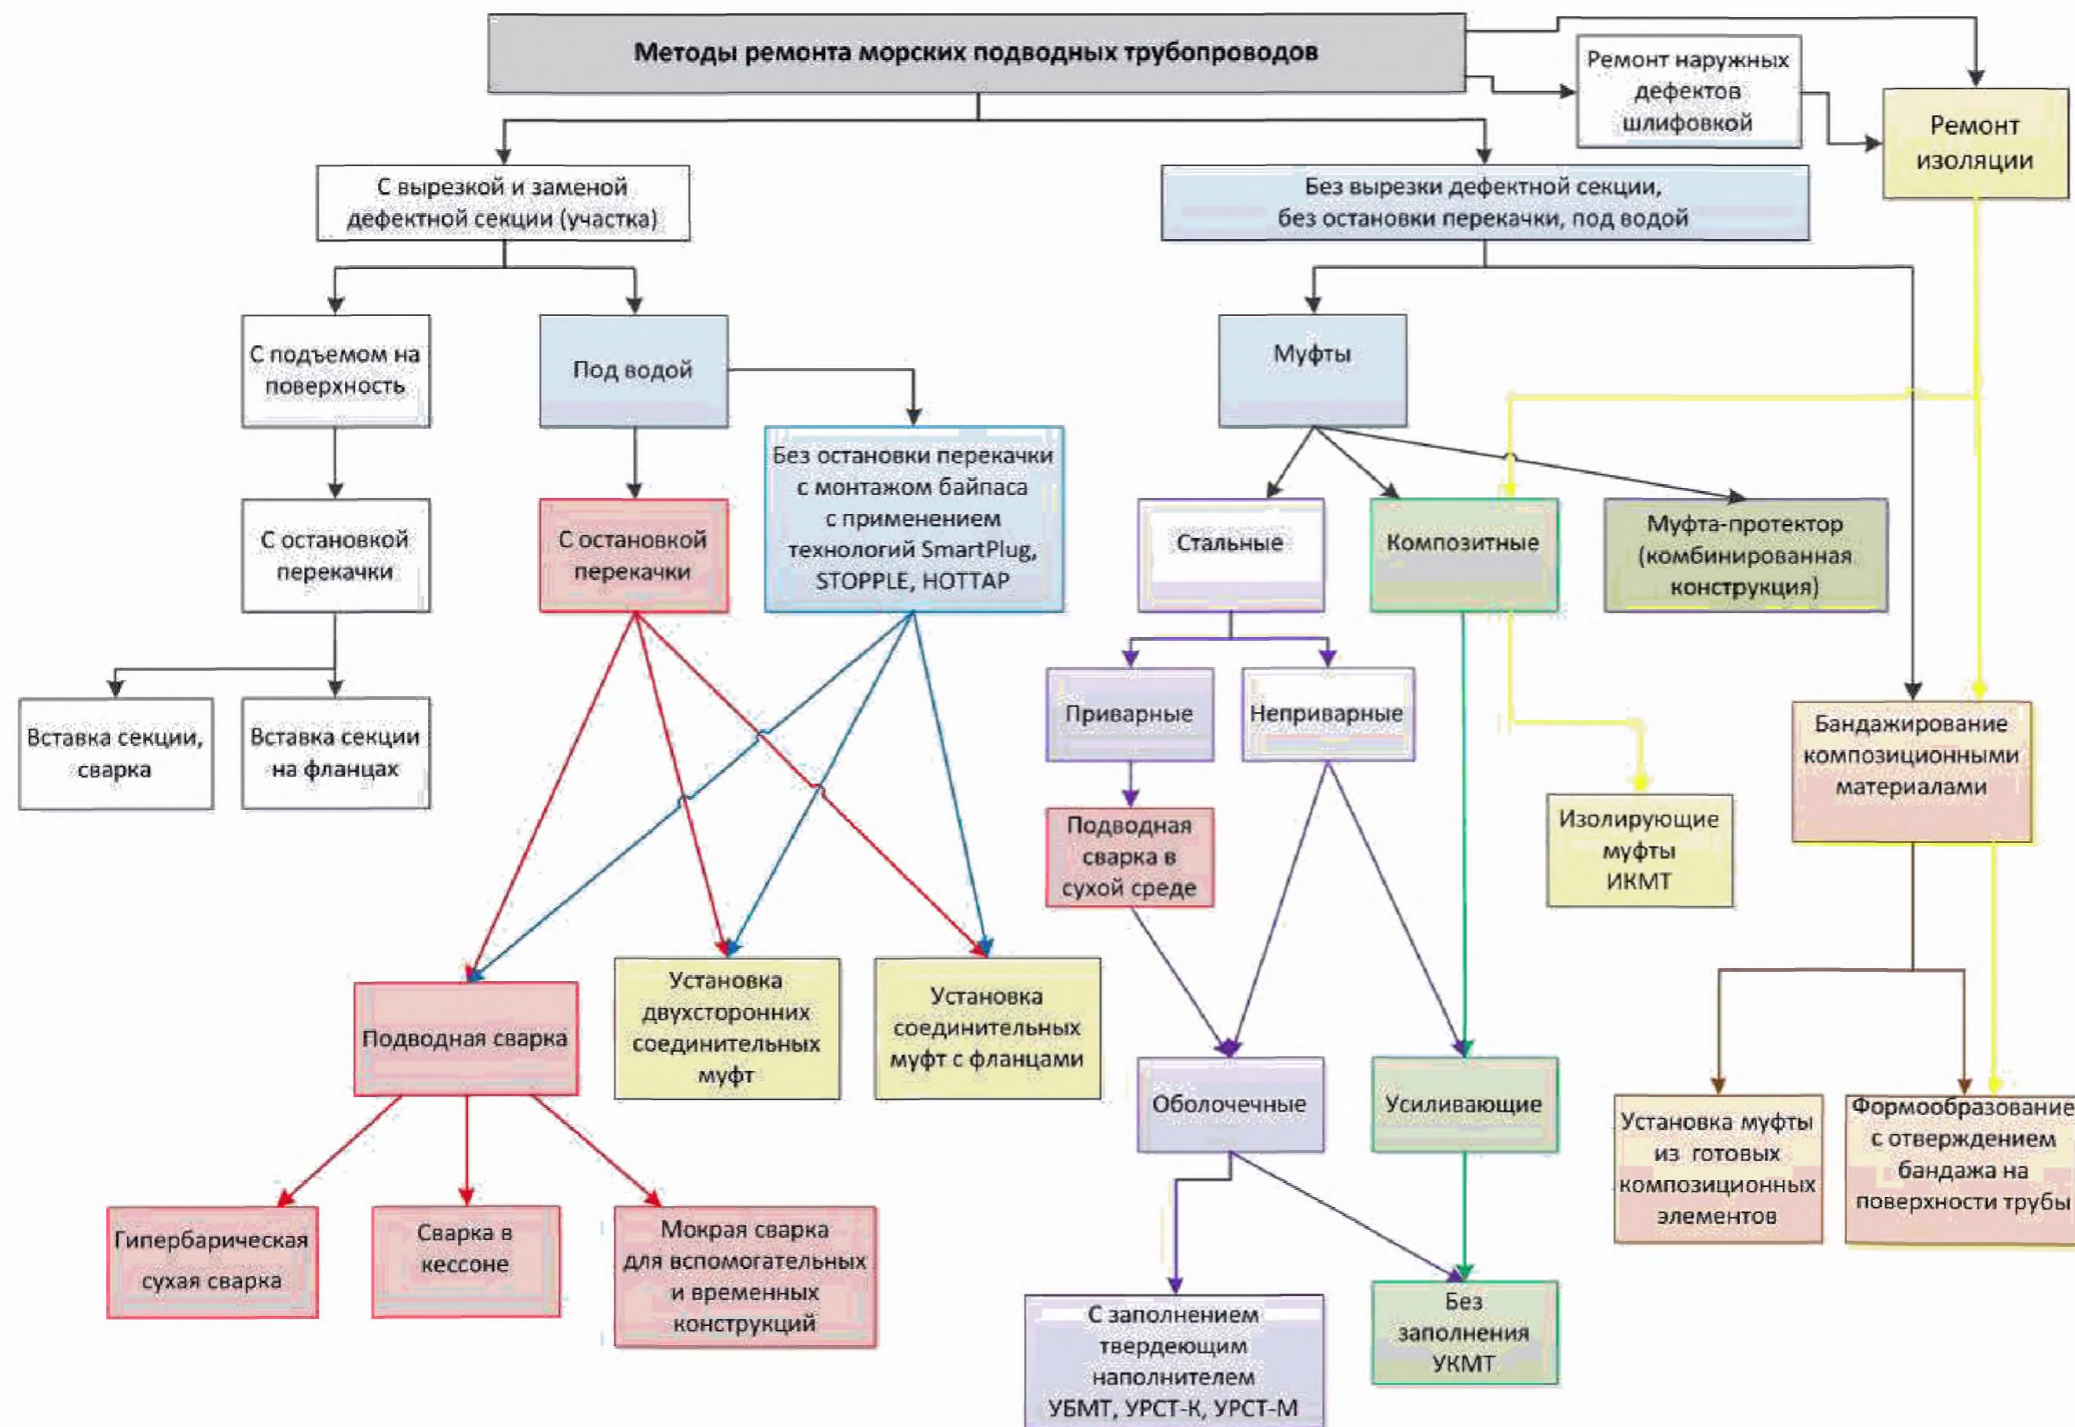 Методы ремонта морских подводных трубопроводов
Ремонт наружных
дефектов
шлифовкой
Ремонт
изоляции
С вырезкой и заменой
дефектной секции (участка)
Без вырезки дефектной секции,
без остановки перекачки, под водой
С подъемом на
поверхность
Под водой
Муфты
Без остановки перекачки
с монтажом байпаса
с применением
технологий SmartPlug,
STOPPLE, HOTTAP
С остановкой
перекачки
С остановкой
перекачки
Стальные
Композитные
Муфта-протектор
(комбинированная
конструкция)
Вставка секции,
сварка
Вставка секции
на фланцах
Приварные
Неприварные
Бандажирование
композиционными
материалами
Подводная
сварка в
сухой среде
Изолирующие
муфты
ИКМТ
Подводная сварка
Установка
двухсторонних
соединительных
муфт
Установка
соединительных
муфт с фланцами
Оболочечные
Усиливающие
Установка муфты
из готовых
композиционных
элементов
Формообразование
с отверждением
бандажа на
поверхности трубы
Гипербарическая
сухая сварка
Сварка в
кессоне
Мокрая сварка
для вспомогательных
и временных
конструкций
С заполнением
твердеющим
наполнителем
УБМТ, УРСТ-К, УРСТ-М
Без
заполнения
УКМТ